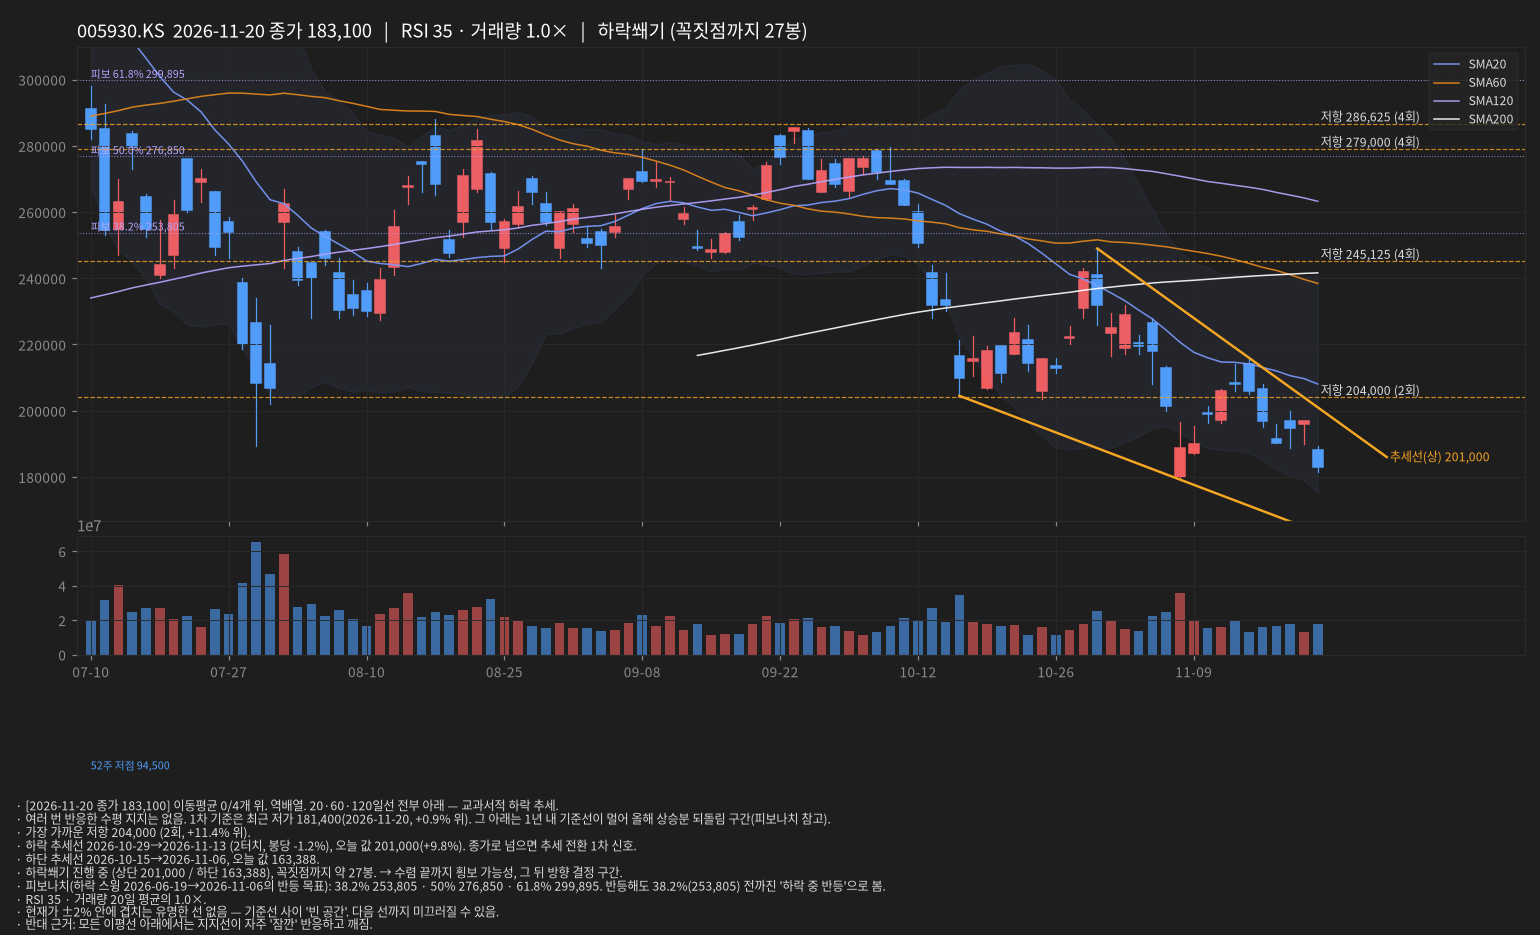 005930.KS 2026-11-20 종가 183,100 | RSI 35 · 거래량 1.0× | 하락쐐기 (꼭짓점까지 27봉)
SMA20
SMA60
SMA120
SMA200
300000
280000
260000
240000
220000
200000
180000
피보 61.8% 299,895
피보 50.0% 276,850
피보 38.2% 253,805
저항 286,625 (4회)
저항 279,000 (4회)
저항 245,125 (4회)
저항 204,000 (2회)
추세선(상) 201,000
1e7
6
4
2
0
07-10 07-27 08-10 08-25 09-08 09-22 10-12 10-26 11-09
52주 저점 94,500
· [2026-11-20 종가 183,100] 이동평균 0/4개 위. 역배열. 20·60·120일선 전부 아래 — 교과서적 하락 추세.
· 여러 번 반응한 수평 지지는 없음. 1차 기준은 최근 저가 181,400(2026-11-20, +0.9% 위). 그 아래는 1년 내 기준선이 멀어 올해 상승분 되돌림 구간(피보나치 참고).
· 가장 가까운 저항 204,000 (2회, +11.4% 위).
· 하락 추세선 2026-10-29→2026-11-13 (2터치, 봉당 -1.2%), 오늘 값 201,000(+9.8%). 종가로 넘으면 추세 전환 1차 신호.
· 하단 추세선 2026-10-15→2026-11-06, 오늘 값 163,388.
· 하락쐐기 진행 중 (상단 201,000 / 하단 163,388), 꼭짓점까지 약 27봉. → 수렴 끝까지 횡보 가능성, 그 뒤 방향 결정 구간.
· 피보나치(하락 스윙 2026-06-19→2026-11-06의 반등 목표): 38.2% 253,805 · 50% 276,850 · 61.8% 299,895. 반등해도 38.2%(253,805) 전까진 '하락 중 반등'으로 봄.
· RSI 35 · 거래량 20일 평균의 1.0×.
· 현재가 ±2% 안에 겹치는 유명한 선 없음 — 기준선 사이 '빈 공간'. 다음 선까지 미끄러질 수 있음.
· 반대 근거: 모든 이평선 아래에서는 지지선이 자주 '잠깐' 반응하고 깨짐.